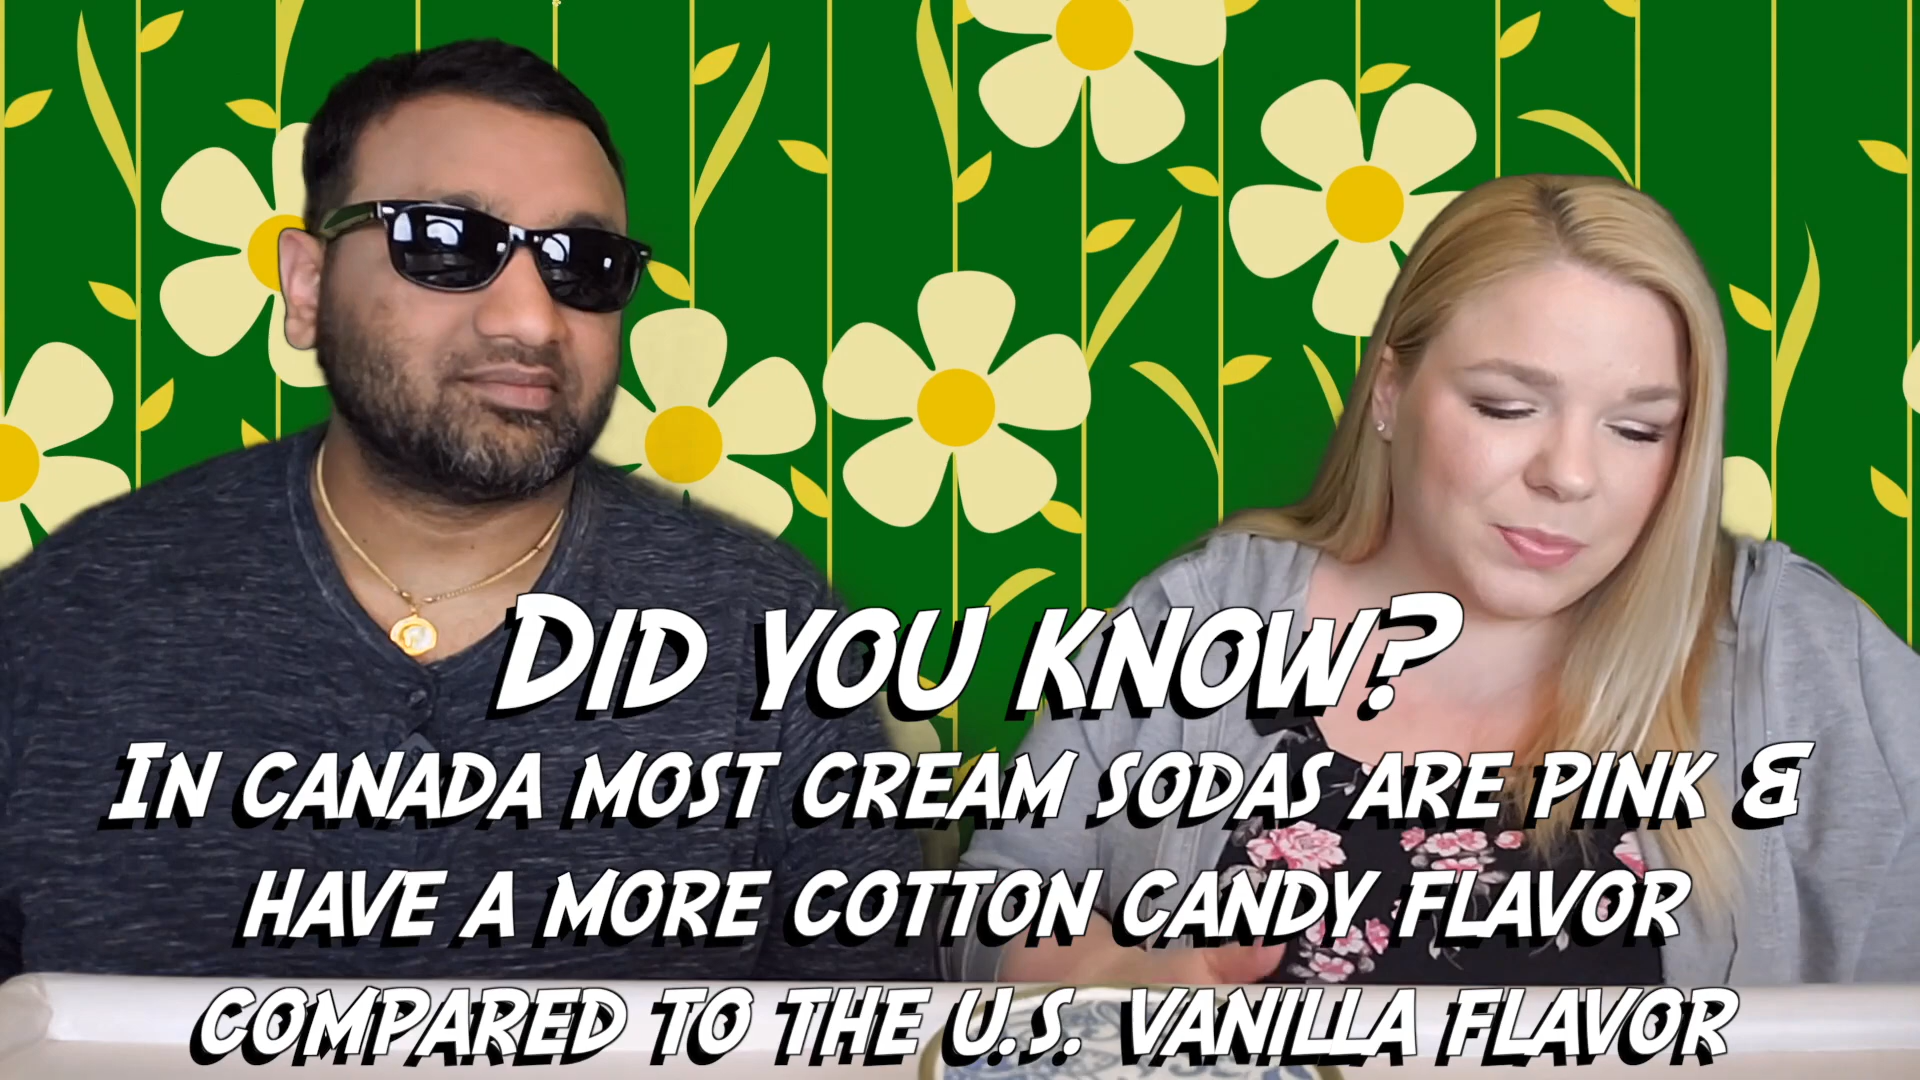 Did you know?
In Canada most cream sodas are pink &
have a more cotton candy flavor
compared to the U.S. vanilla flavor